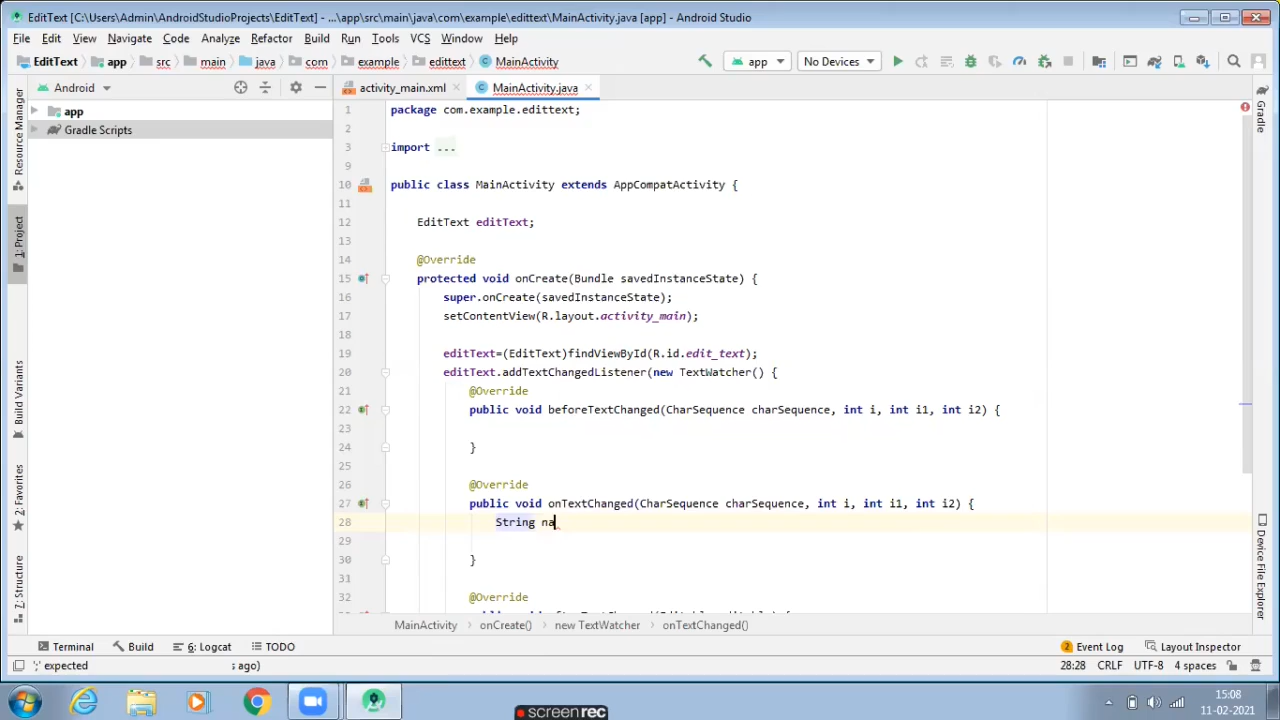 EditText [C:\Users\Admin\AndroidStudioProjects\EditText] - ...\app\src\main\java\com\example\edittext\MainActivity.java [app] - Android Studio
File Edit View Navigate Code Analyze Refactor Build Run Tools VCS Window Help
EditText app src main java com example edittext MainActivity app No Devices
Android activity_main.xml MainActivity.java
app
Gradle Scripts
Resource Manager
1: Project
Build Variants
2: Favorites
7: Structure
Gradle
Device File Explorer
1 package com.example.edittext;
2
3 import ...
9
10 public class MainActivity extends AppCompatActivity {
11
12 EditText editText;
13
14 @Override
15 protected void onCreate(Bundle savedInstanceState) {
16 super.onCreate(savedInstanceState);
17 setContentView(R.layout.activity_main);
18
19 editText=(EditText)findViewById(R.id.edit_text);
20 editText.addTextChangedListener(new TextWatcher() {
21 @Override
22 public void beforeTextChanged(CharSequence charSequence, int i, int i1, int i2) {
23
24 }
25
26 @Override
27 public void onTextChanged(CharSequence charSequence, int i, int i1, int i2) {
28 String na
29
30 }
31
32 @Override
MainActivity onCreate() new TextWatcher onTextChanged()
Terminal Build 6: Logcat TODO 2 Event Log Layout Inspector
';' expected : ago) 28:28 CRLF UTF-8 4 spaces
15:08
11-02-2021
screenrec